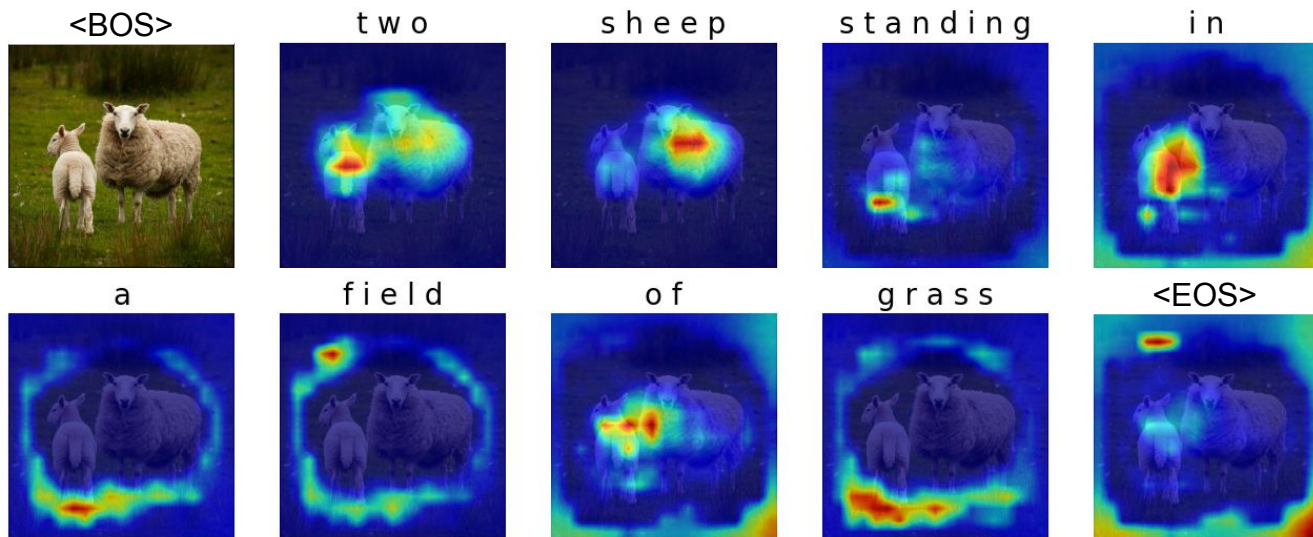 <BOS> two sheep standing in
a field of grass <EOS>